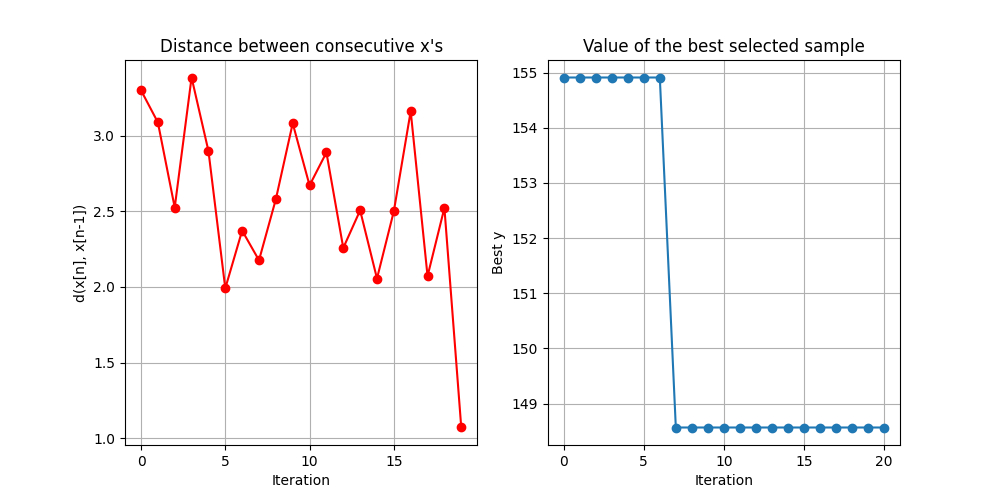 Distance between consecutive x's
3.0
2.5
2.0
1.5
1.0
d(x[n], x[n-1])
0 5 10 15
Iteration
Value of the best selected sample
155
154
153
152
151
150
149
Best y
0 5 10 15 20
Iteration